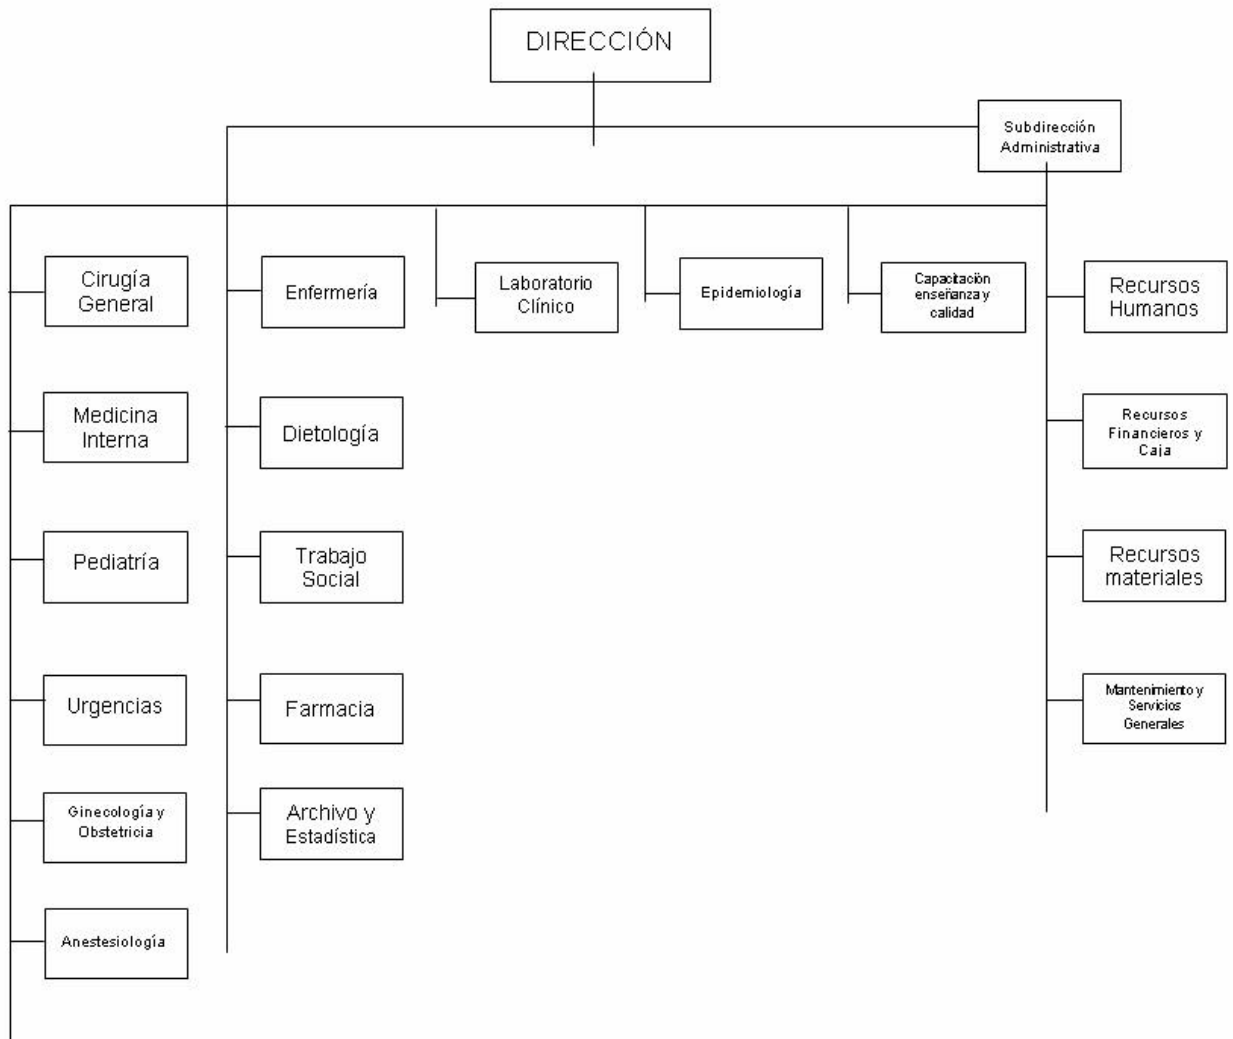 DIRECCIÓN
Subdirección
Administrativa
Cirugía
General
Enfermería
Laboratorio
Clínico
Epidemiología
Capacitación
enseñanza y
calidad
Recursos
Humanos
Medicina
Interna
Dietología
Recursos
Financieros y
Caja
Pediatría
Trabajo
Social
Recursos
materiales
Urgencias
Farmacia
Mantenimiento y
Servicios
Generales
Ginecología y
Obstetricia
Archivo y
Estadística
Anestesiología